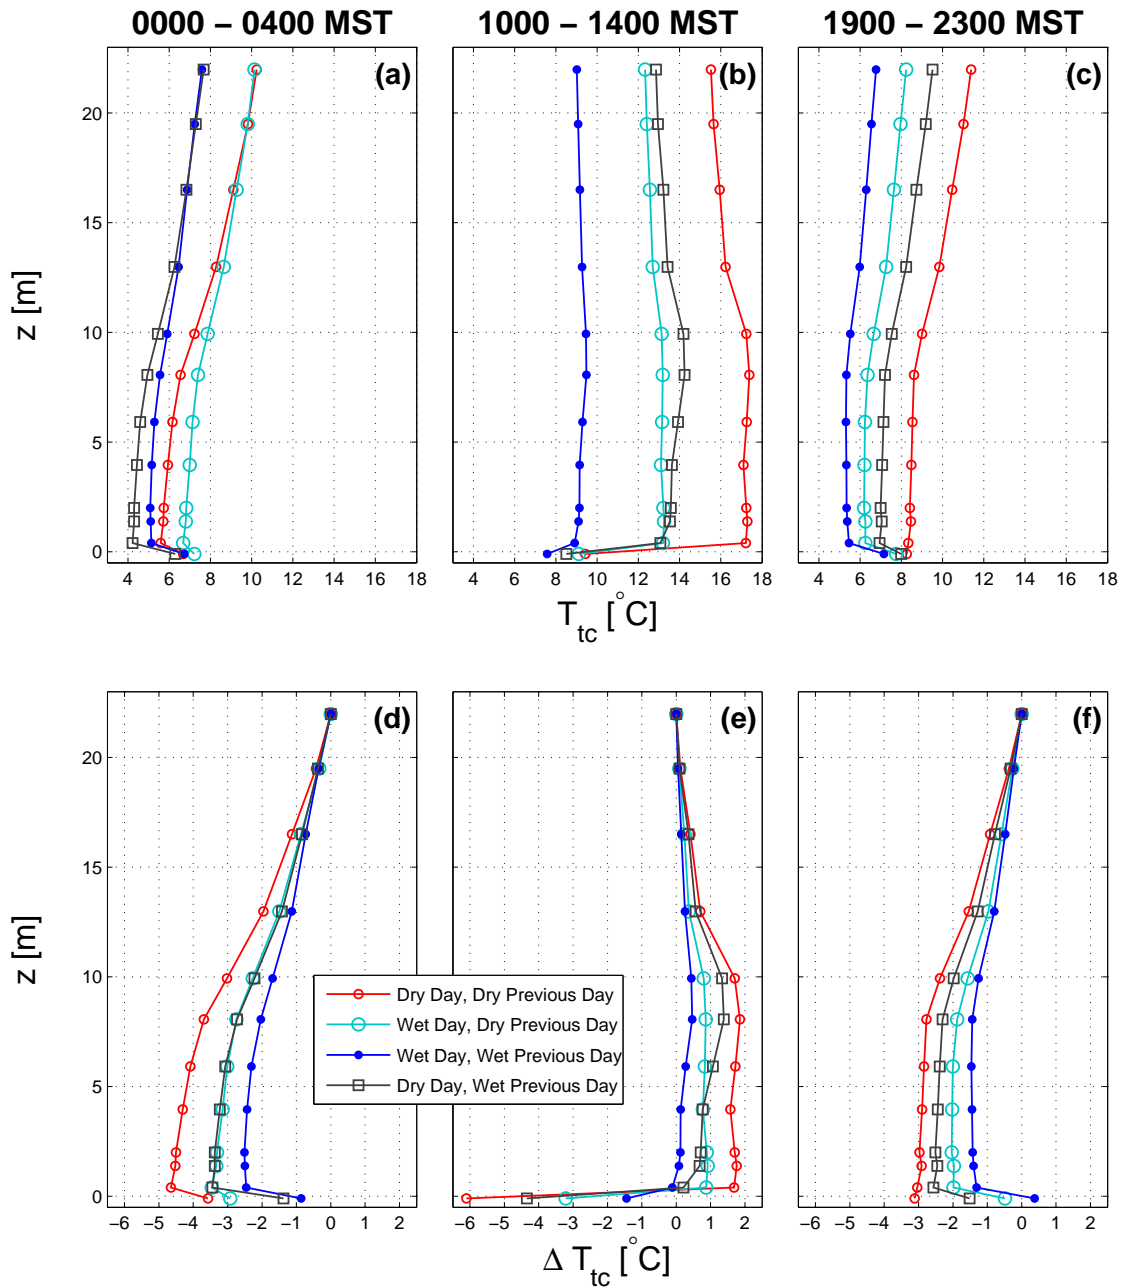 0000 – 0400 MST
1000 – 1400 MST
1900 – 2300 MST
(a)
(b)
(c)
20
15
10
5
0
z [m]
4 6 8 10 12 14 16 18
4 6 8 10 12 14 16 18
4 6 8 10 12 14 16 18
T_tc [°C]
(d)
(e)
(f)
20
15
10
5
0
z [m]
Dry Day, Dry Previous Day
Wet Day, Dry Previous Day
Wet Day, Wet Previous Day
Dry Day, Wet Previous Day
−6 −5 −4 −3 −2 −1 0 1 2
−6 −5 −4 −3 −2 −1 0 1 2
−6 −5 −4 −3 −2 −1 0 1 2
Δ T_tc [°C]